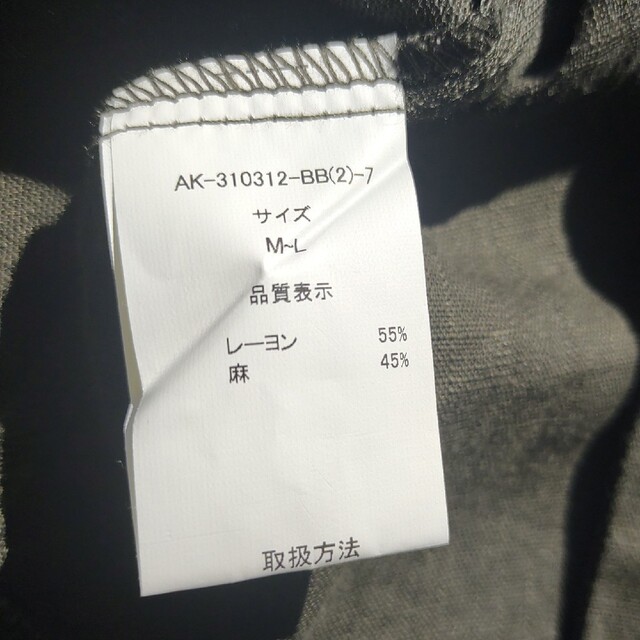 AK-310312-BB(2)-7
サイズ
M~L
品質表示
レーヨン 55%
麻 45%
取扱方法